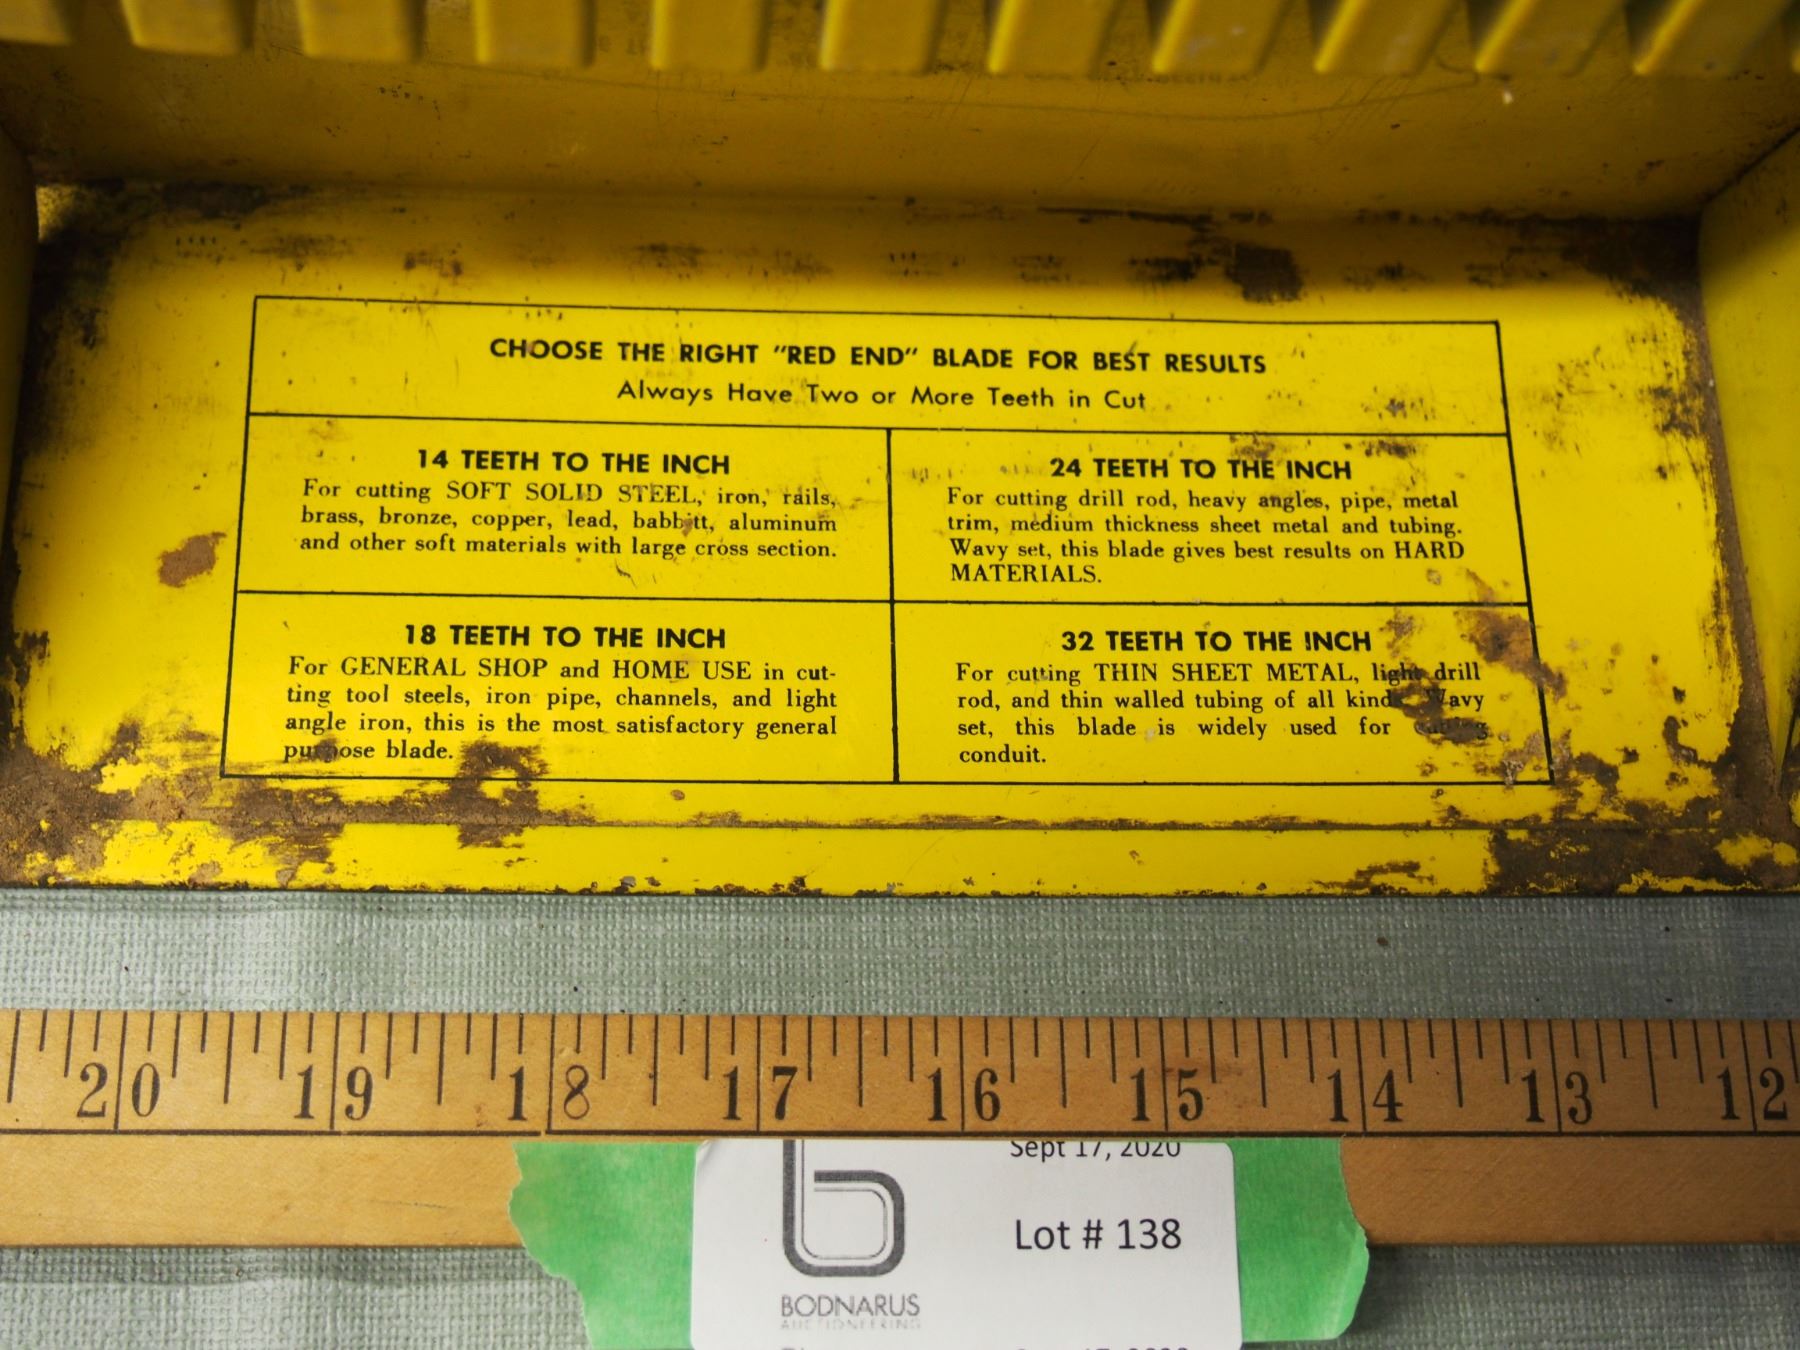 CHOOSE THE RIGHT "RED END" BLADE FOR BEST RESULTS
Always Have Two or More Teeth in Cut
14 TEETH TO THE INCH
For cutting SOFT SOLID STEEL, iron, rails,
brass, bronze, copper, lead, babbitt, aluminum
and other soft materials with large cross section.
24 TEETH TO THE INCH
For cutting drill rod, heavy angles, pipe, metal
trim, medium thickness sheet metal and tubing.
Wavy set, this blade gives best results on HARD
MATERIALS.
18 TEETH TO THE INCH
For GENERAL SHOP and HOME USE in cut-
ting tool steels, iron pipe, channels, and light
angle iron, this is the most satisfactory general
purpose blade.
32 TEETH TO THE INCH
For cutting THIN SHEET METAL, light drill
rod, and thin walled tubing of all kinds. Wavy
set, this blade is widely used for
conduit.
20 19 18 17 16 15 14 13 12
Sept 17, 2020
Lot # 138
BODNARUS
AUCTIONEERING